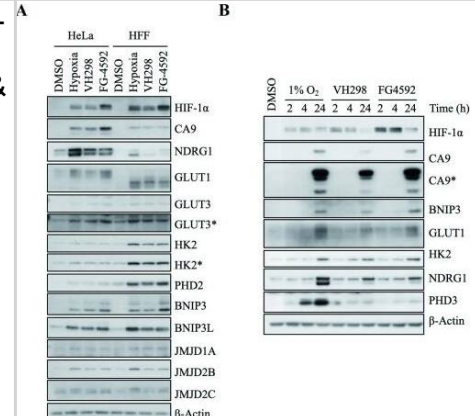 A
HeLa HFF
DMSO Hypoxia VH298 FG-4592 DMSO Hypoxia VH298 FG-4592
HIF-1α
CA9
NDRG1
GLUT1
GLUT3
GLUT3*
HK2
HK2*
PHD2
BNIP3
BNIP3L
JMJD1A
JMJD2B
JMJD2C
β-Actin
B
DMSO 1% O₂ VH298 FG4592
2 4 24 2 4 24 2 4 24 Time (h)
HIF-1α
CA9
CA9*
BNIP3
GLUT1
HK2
NDRG1
PHD3
β-Actin
&